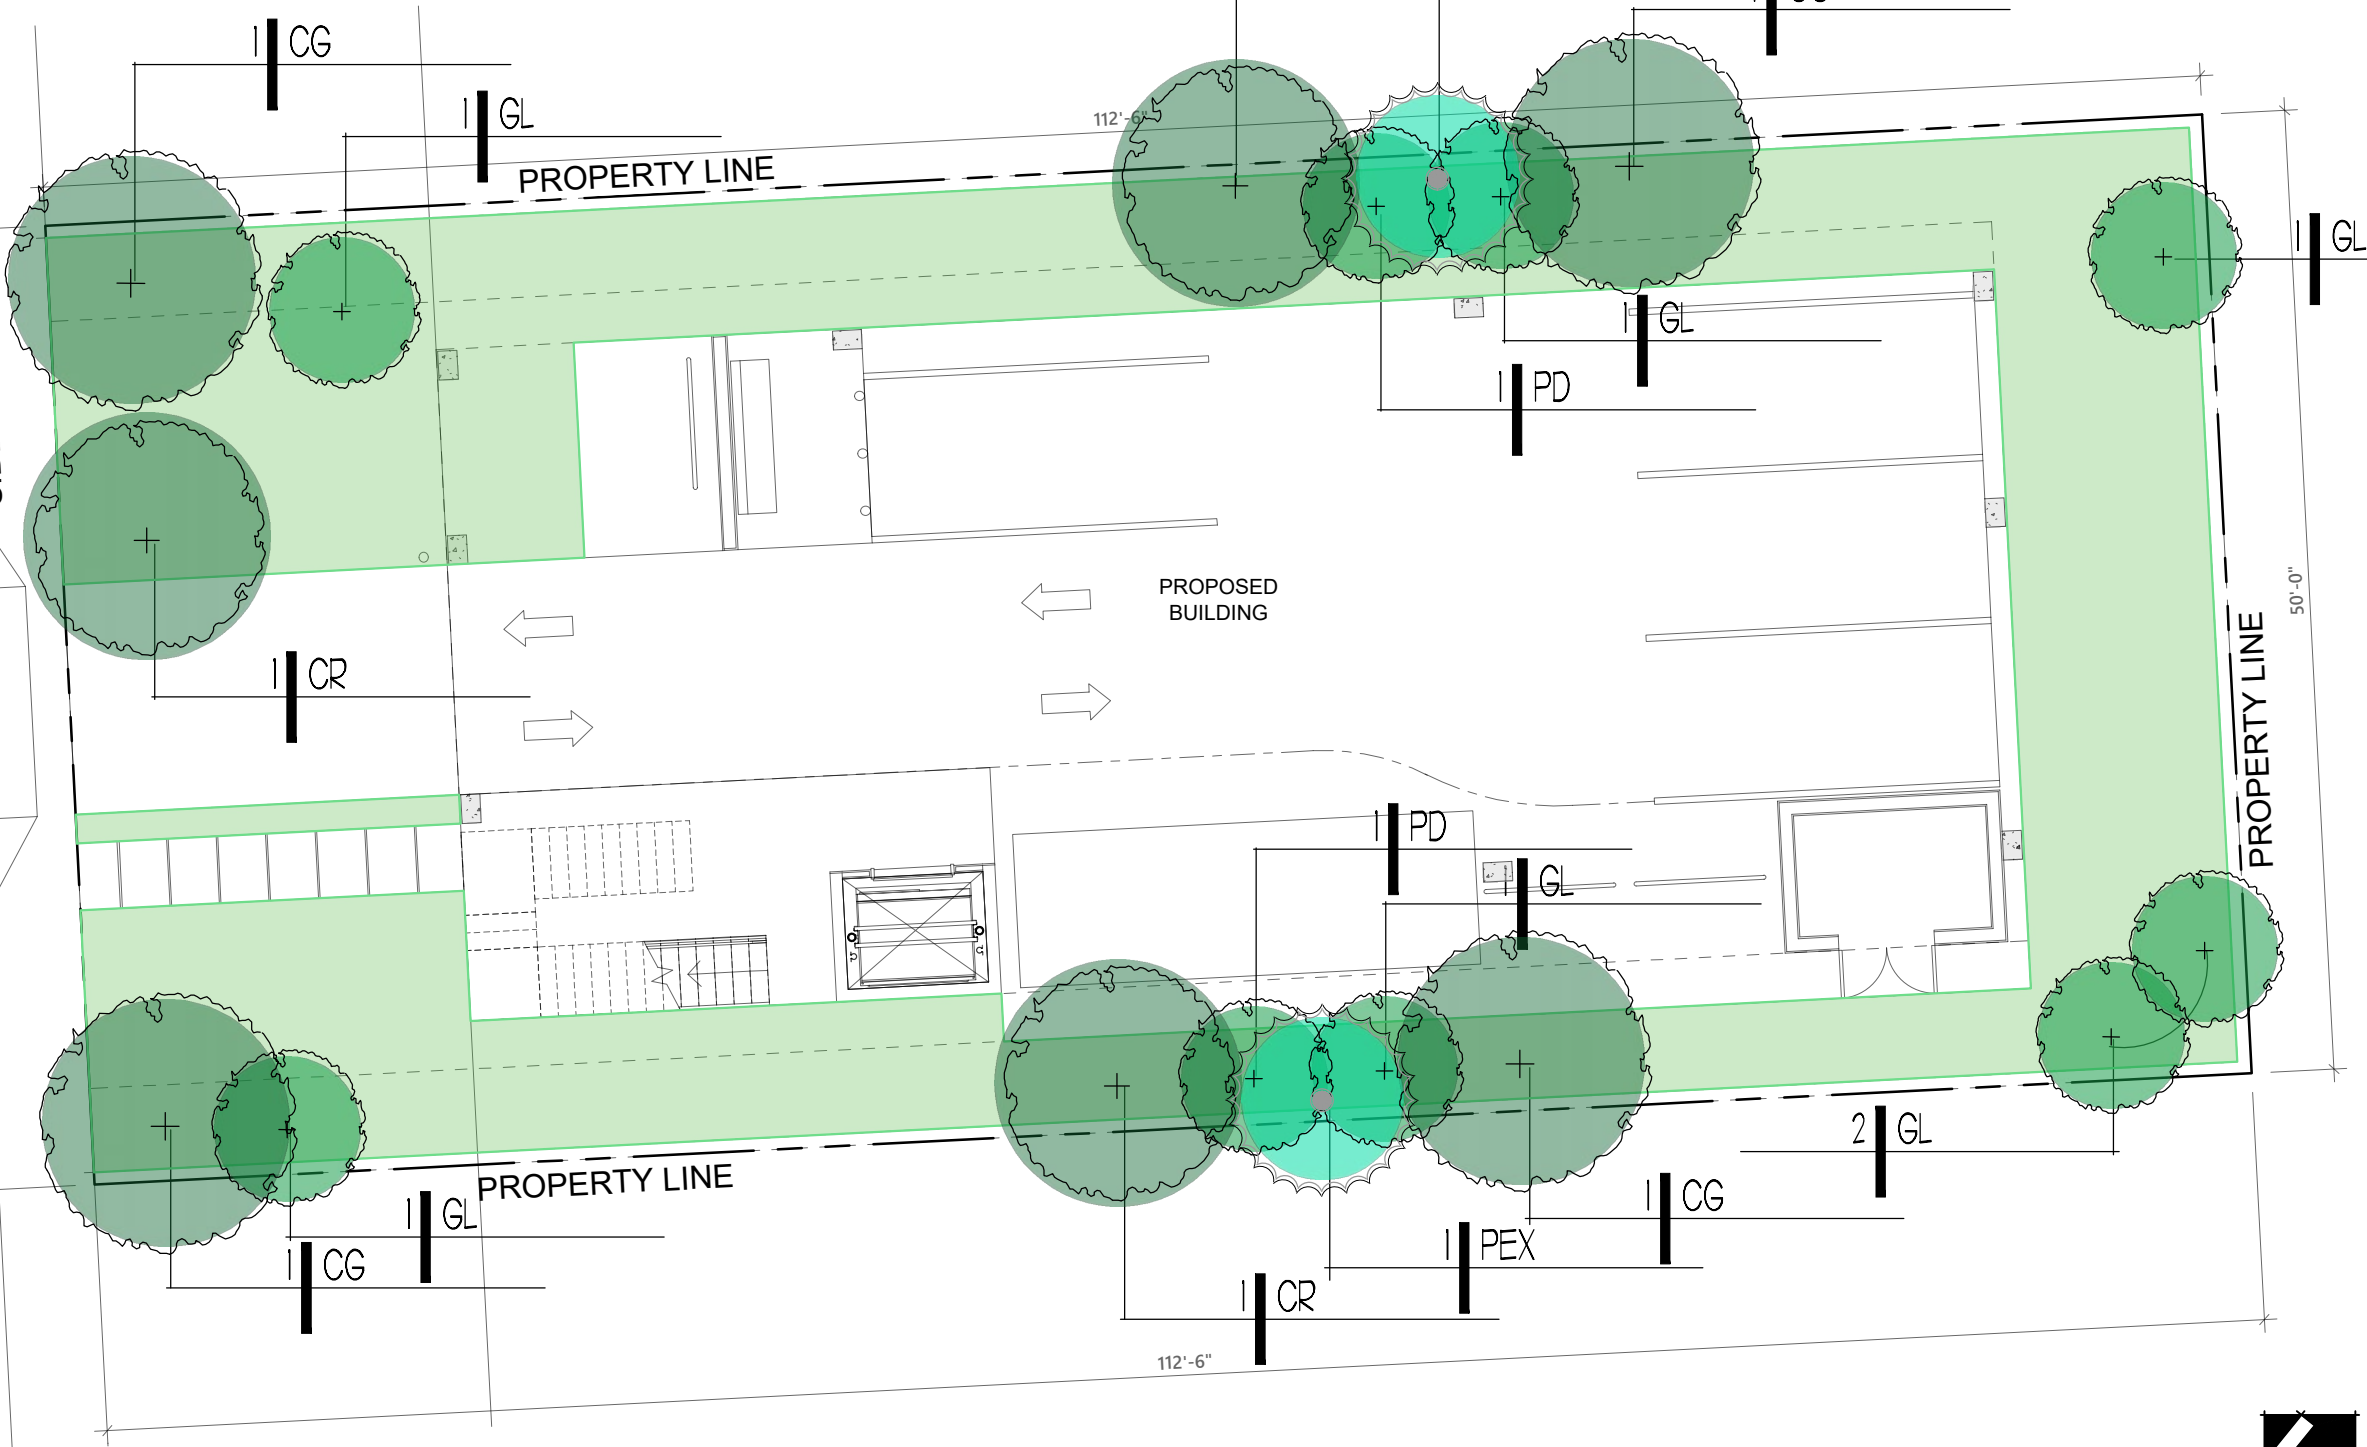 1 CG
1 GL
112'-6"
PROPERTY LINE
1 GL
1 GL
1 PD
PROPOSED
BUILDING
50'-0"
PROPERTY LINE
1 CR
1 PD
1 GL
2 GL
PROPERTY LINE
1 CG
1 GL
1 PEX
1 CG
1 CR
112'-6"